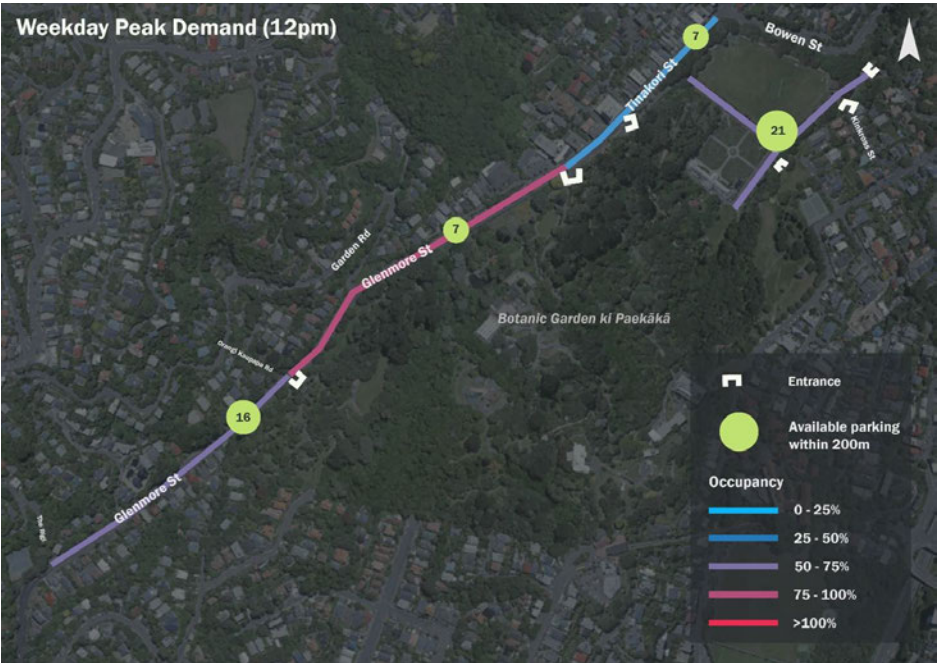 Weekday Peak Demand (12pm)
7
Bowen St
Tinakori St
21
Kinross St
7
Garden Rd
Glenmore St
Botanic Garden ki Paekākā
Orangi Kaupapa Rd
16
Glenmore St
The Rigi
Entrance
Available parking
within 200m
Occupancy
0 - 25%
25 - 50%
50 - 75%
75 - 100%
>100%